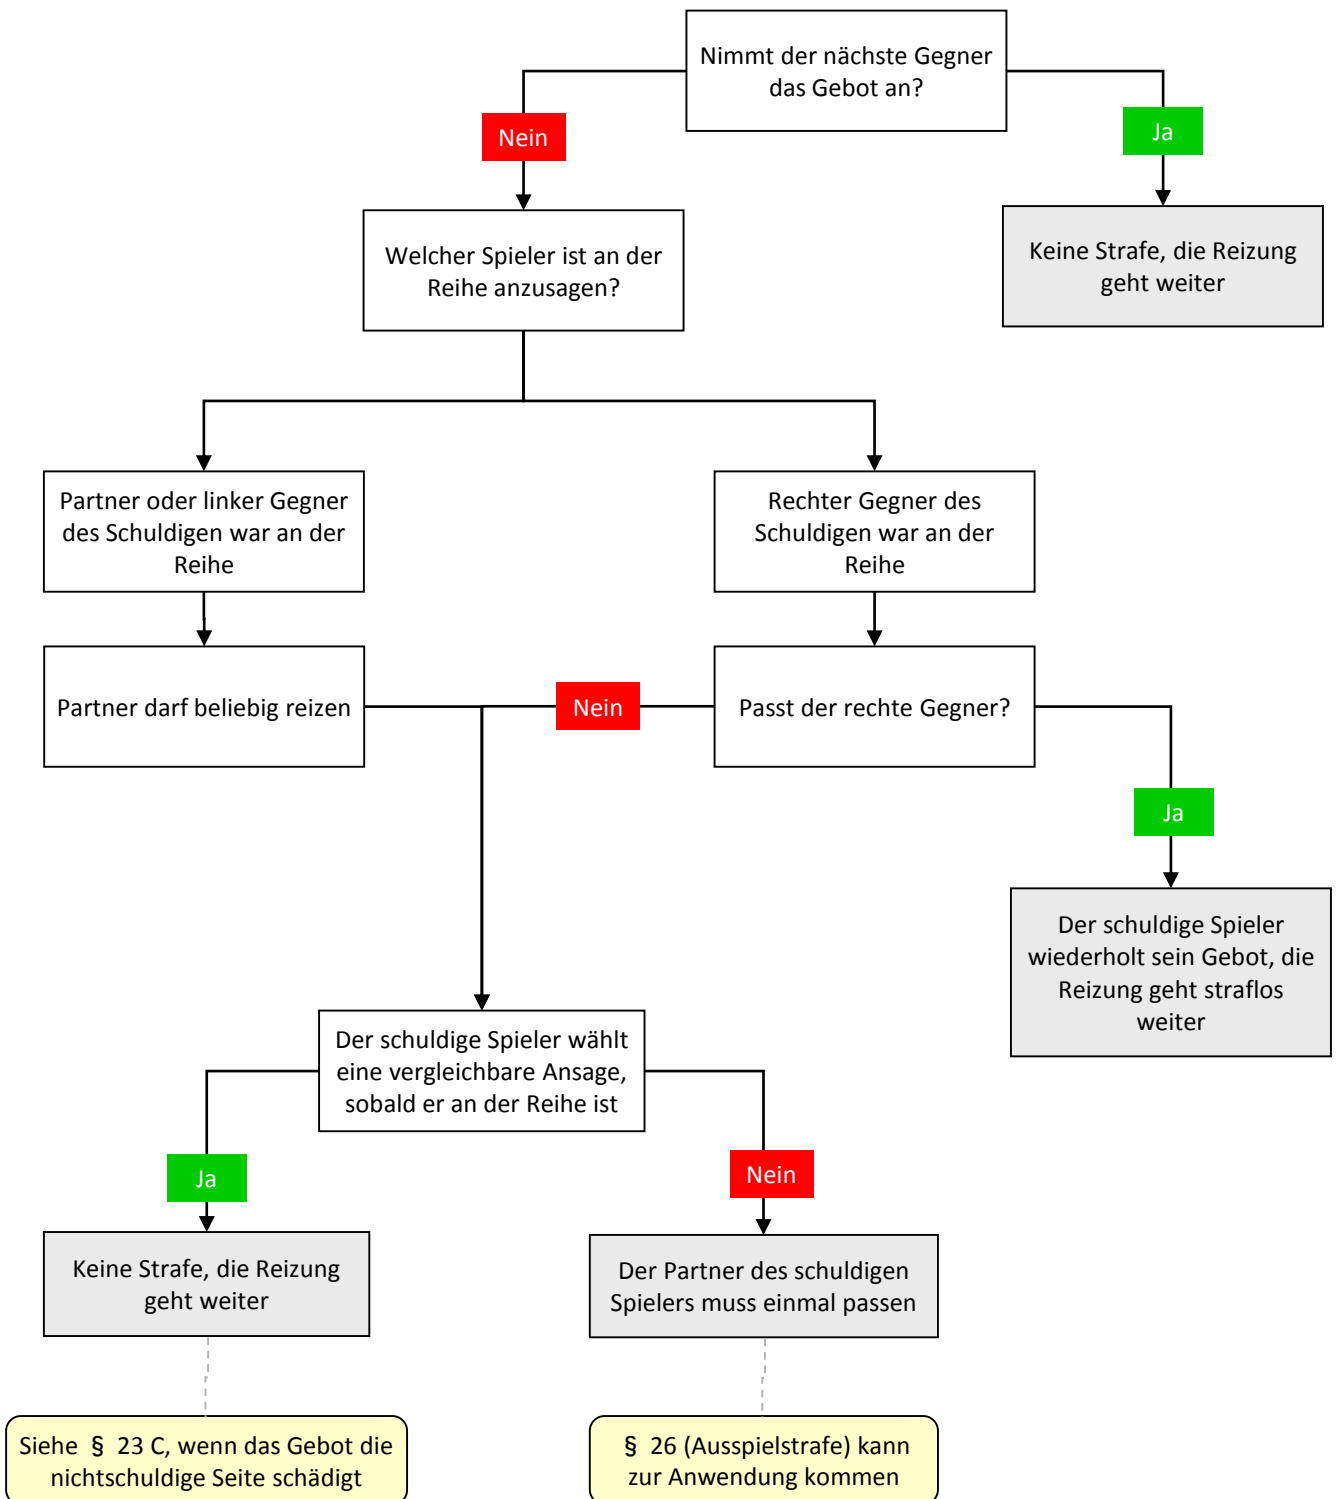 Nimmt der nächste Gegner
das Gebot an?
Nein
Ja
Welcher Spieler ist an der
Reihe anzusagen?
Keine Strafe, die Reizung
geht weiter
Partner oder linker Gegner
des Schuldigen war an der
Reihe
Rechter Gegner des
Schuldigen war an der
Reihe
Partner darf beliebig reizen
Nein
Passt der rechte Gegner?
Ja
Der schuldige Spieler
wiederholt sein Gebot, die
Reizung geht straflos
weiter
Der schuldige Spieler wählt
eine vergleichbare Ansage,
sobald er an der Reihe ist
Ja
Nein
Keine Strafe, die Reizung
geht weiter
Der Partner des schuldigen
Spielers muss einmal passen
Siehe § 23 C, wenn das Gebot die
nichtschuldige Seite schädigt
§ 26 (Ausspielstrafe) kann
zur Anwendung kommen